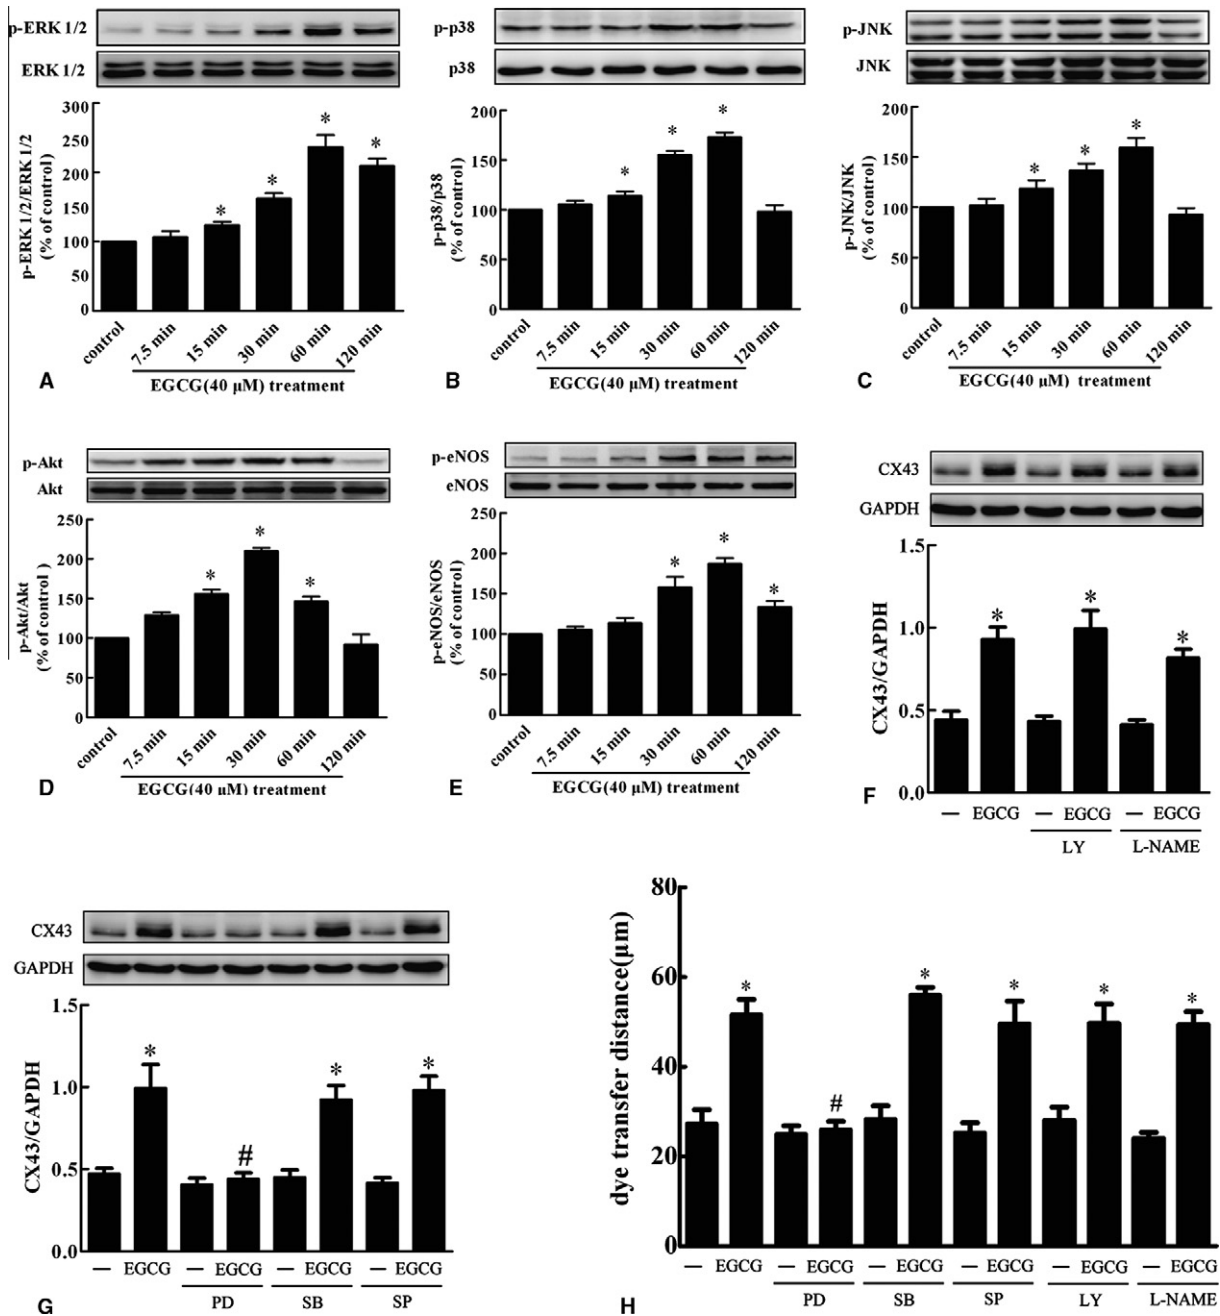 p-ERK 1/2
ERK 1/2
300
250
200
150
100
50
0
p-ERK 1/2/ERK 1/2
(% of control)
* * * *
control 7.5 min 15 min 30 min 60 min 120 min
EGCG(40 μM) treatment
A
p-p38
p38
200
150
100
50
0
p-p38/p38
(% of control)
* * *
control 7.5 min 15 min 30 min 60 min 120 min
EGCG(40 μM) treatment
B
p-JNK
JNK
200
150
100
50
0
p-JNK/JNK
(% of control)
* * *
control 7.5 min 15 min 30 min 60 min 120 min
EGCG(40 μM) treatment
C
p-Akt
Akt
250
200
150
100
50
0
p-Akt/Akt
(% of control )
* * *
control 7.5 min 15 min 30 min 60 min 120 min
EGCG(40 μM) treatment
D
p-eNOS
eNOS
200
150
100
50
0
p-eNOS/eNOS
(% of control)
* * *
control 7.5 min 15 min 30 min 60 min 120 min
EGCG(40 μM) treatment
E
CX43
GAPDH
1.5
1.0
0.5
0.0
CX43/GAPDH
* * *
— EGCG — EGCG — EGCG
LY L-NAME
F
CX43
GAPDH
1.5
1.0
0.5
0.0
CX43/GAPDH
* # * *
— EGCG — EGCG — EGCG — EGCG
PD SB SP
G
80
60
40
20
0
dye transfer distance(μm)
* # * * * *
— EGCG — EGCG — EGCG — EGCG — EGCG — EGCG
PD SB SP LY L-NAME
H